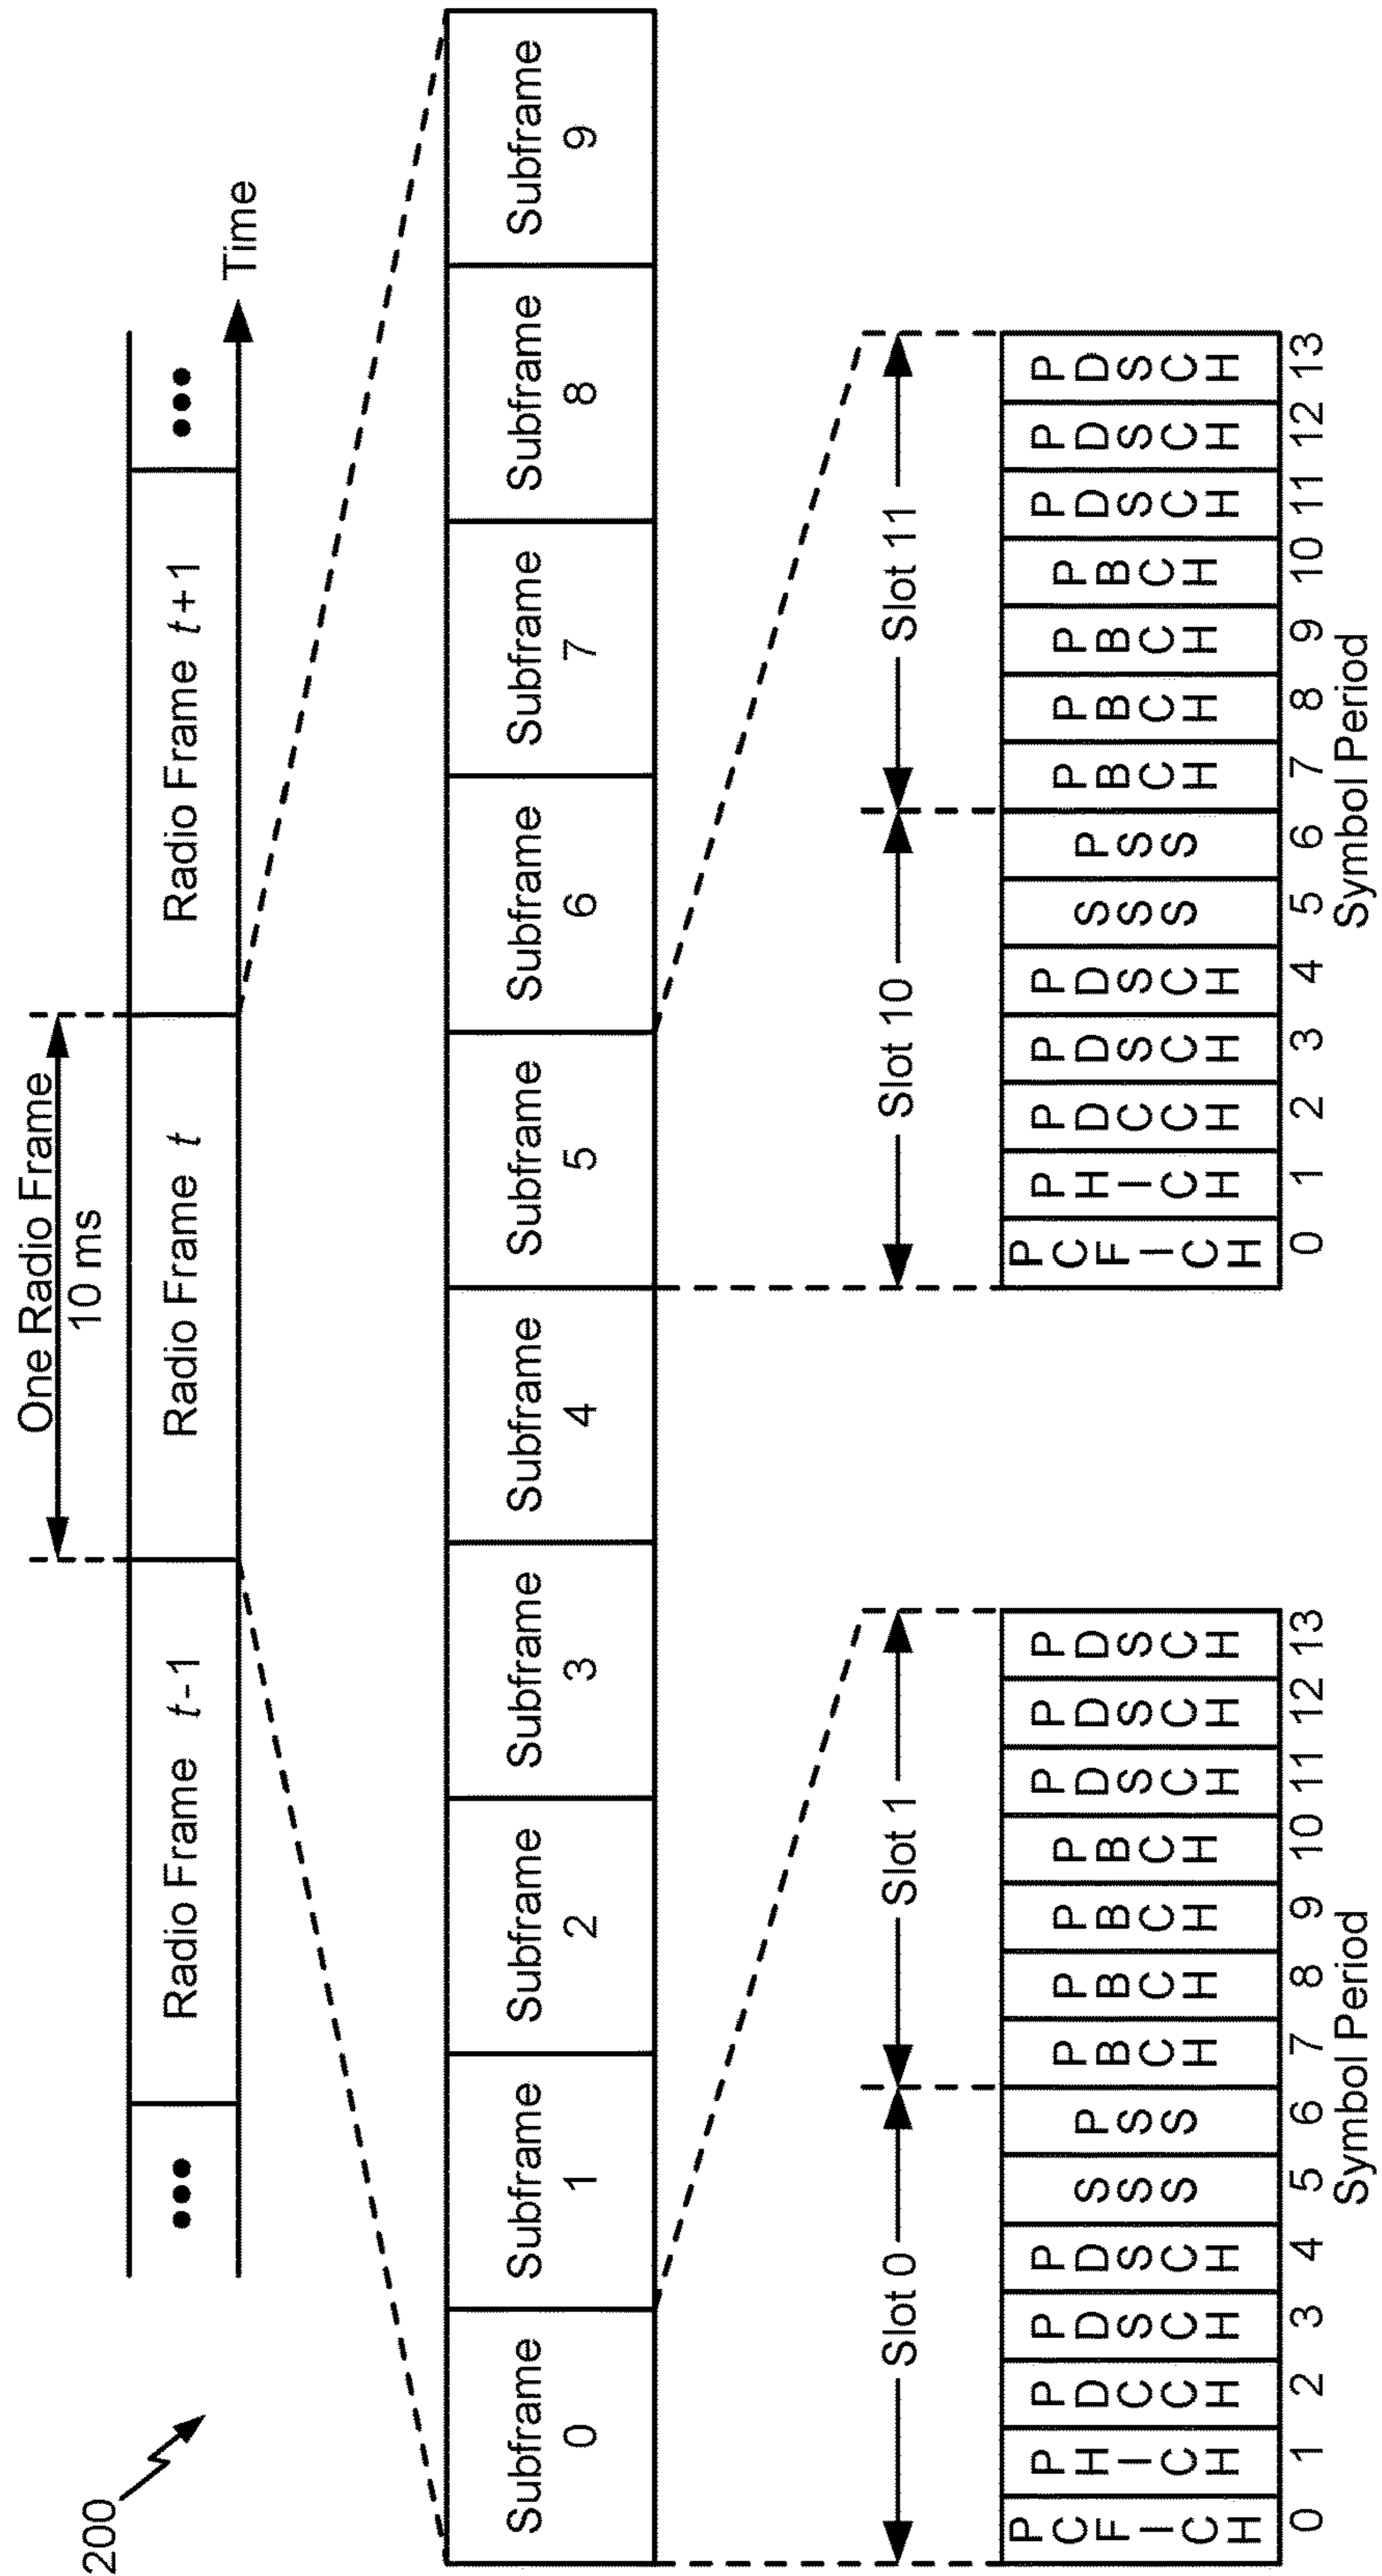 200
One Radio Frame
10 ms
••• Radio Frame t-1 Radio Frame t Radio Frame t+1 •••
Time
Subframe 0 Subframe 1 Subframe 2 Subframe 3 Subframe 4 Subframe 5 Subframe 6 Subframe 7 Subframe 8 Subframe 9
Slot 0 Slot 1
PCFICH PHICH PDCCH PDSCH PDSCH SSS PSS PBCH PBCH PBCH PBCH PDSCH PDSCH PDSCH
0 1 2 3 4 5 6 7 8 9 10 11 12 13
Symbol Period
Slot 10 Slot 11
PCFICH PHICH PDCCH PDSCH PDSCH SSS PSS PBCH PBCH PBCH PBCH PDSCH PDSCH PDSCH
0 1 2 3 4 5 6 7 8 9 10 11 12 13
Symbol Period